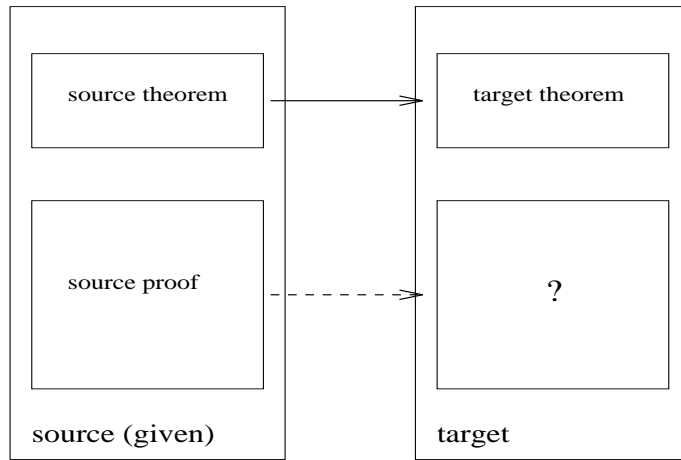 source theorem
target theorem
source proof
?
source (given)
target